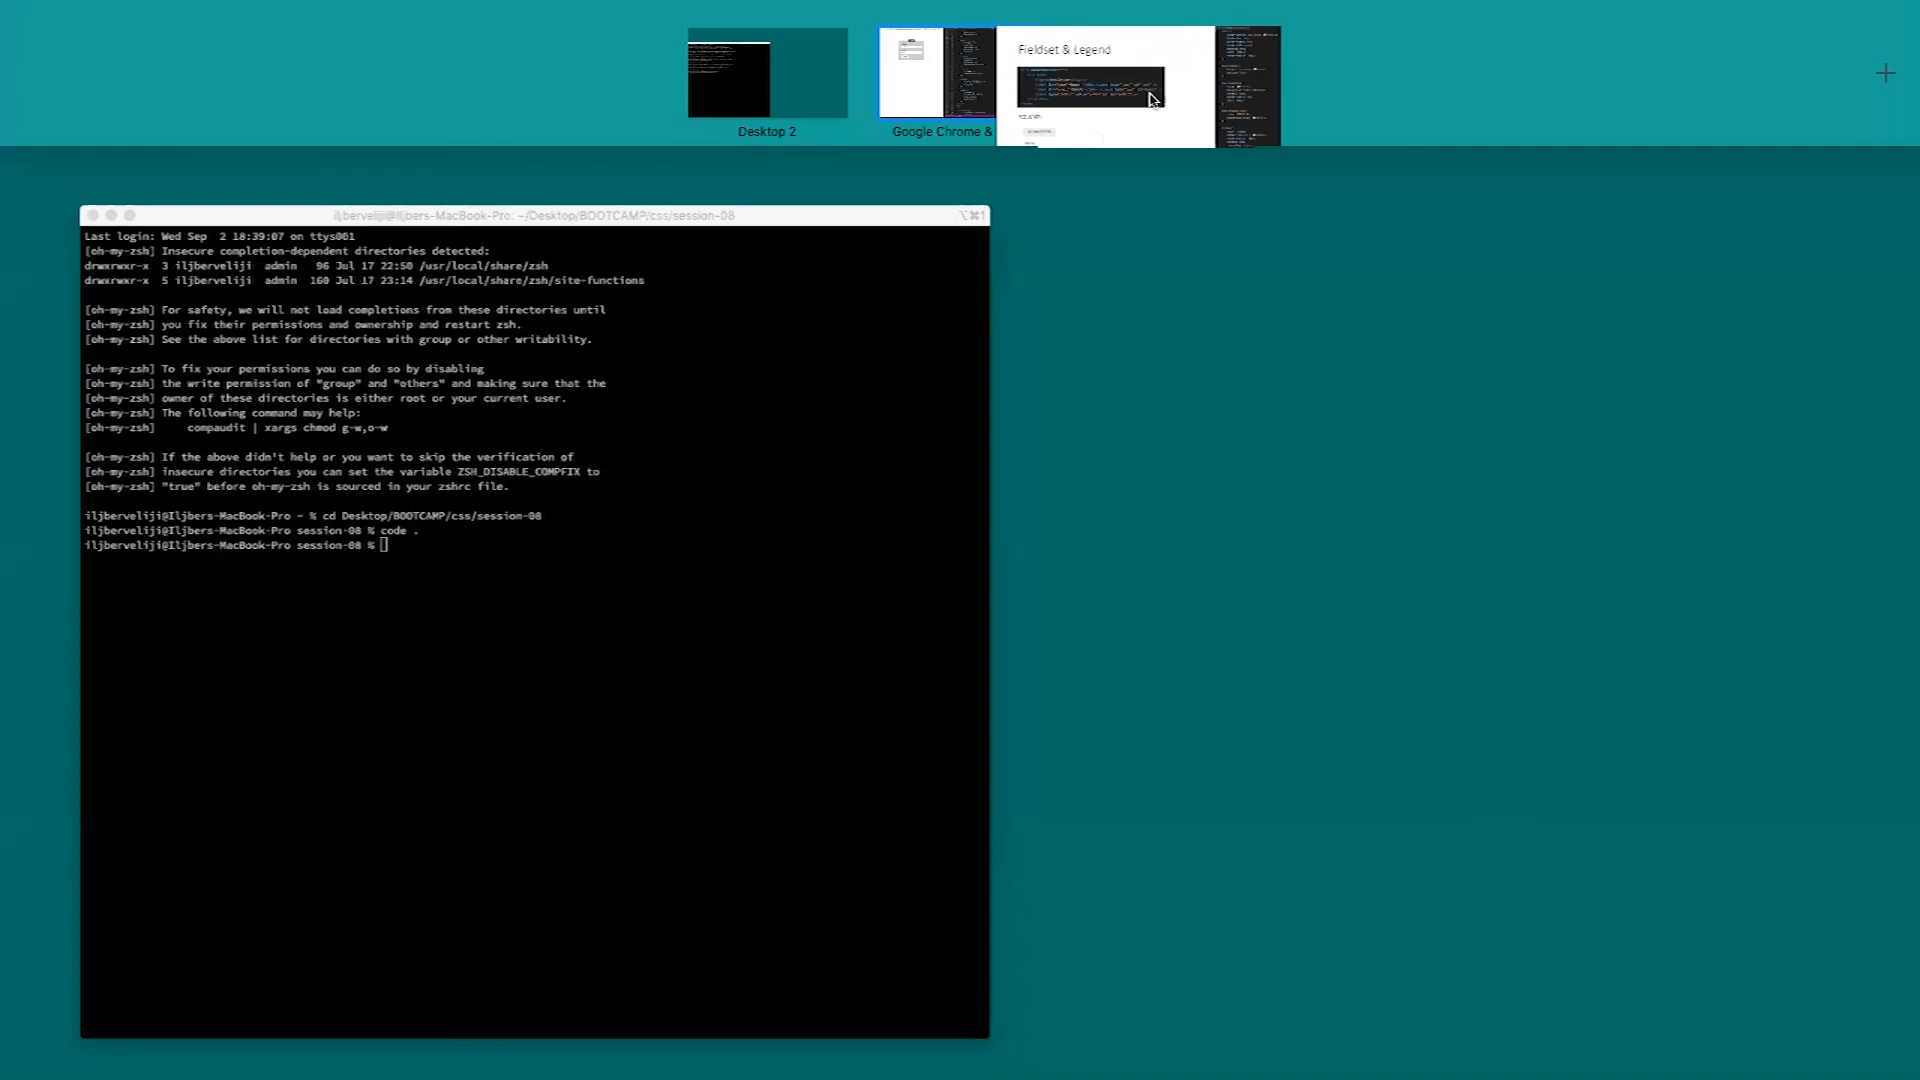 Fieldset & Legend
Desktop 2
Google Chrome &
iljberveliji@Iljbers-MacBook-Pro: ~/Desktop/BOOTCAMP/css/session-08
⌥⌘1
Last login: Wed Sep  2 18:39:07 on ttys001
[oh-my-zsh] Insecure completion-dependent directories detected:
drwxrwxr-x  3 iljberveliji  admin   96 Jul 17 22:50 /usr/local/share/zsh
drwxrwxr-x  5 iljberveliji  admin  160 Jul 17 23:14 /usr/local/share/zsh/site-functions
[oh-my-zsh] For safety, we will not load completions from these directories until
[oh-my-zsh] you fix their permissions and ownership and restart zsh.
[oh-my-zsh] See the above list for directories with group or other writability.
[oh-my-zsh] To fix your permissions you can do so by disabling
[oh-my-zsh] the write permission of "group" and "others" and making sure that the
[oh-my-zsh] owner of these directories is either root or your current user.
[oh-my-zsh] The following command may help:
[oh-my-zsh]     compaudit | xargs chmod g-w,o-w
[oh-my-zsh] If the above didn't help or you want to skip the verification of
[oh-my-zsh] insecure directories you can set the variable ZSH_DISABLE_COMPFIX to
[oh-my-zsh] "true" before oh-my-zsh is sourced in your zshrc file.
iljberveliji@Iljbers-MacBook-Pro ~ % cd Desktop/BOOTCAMP/css/session-08
iljberveliji@Iljbers-MacBook-Pro session-08 % code .
iljberveliji@Iljbers-MacBook-Pro session-08 %